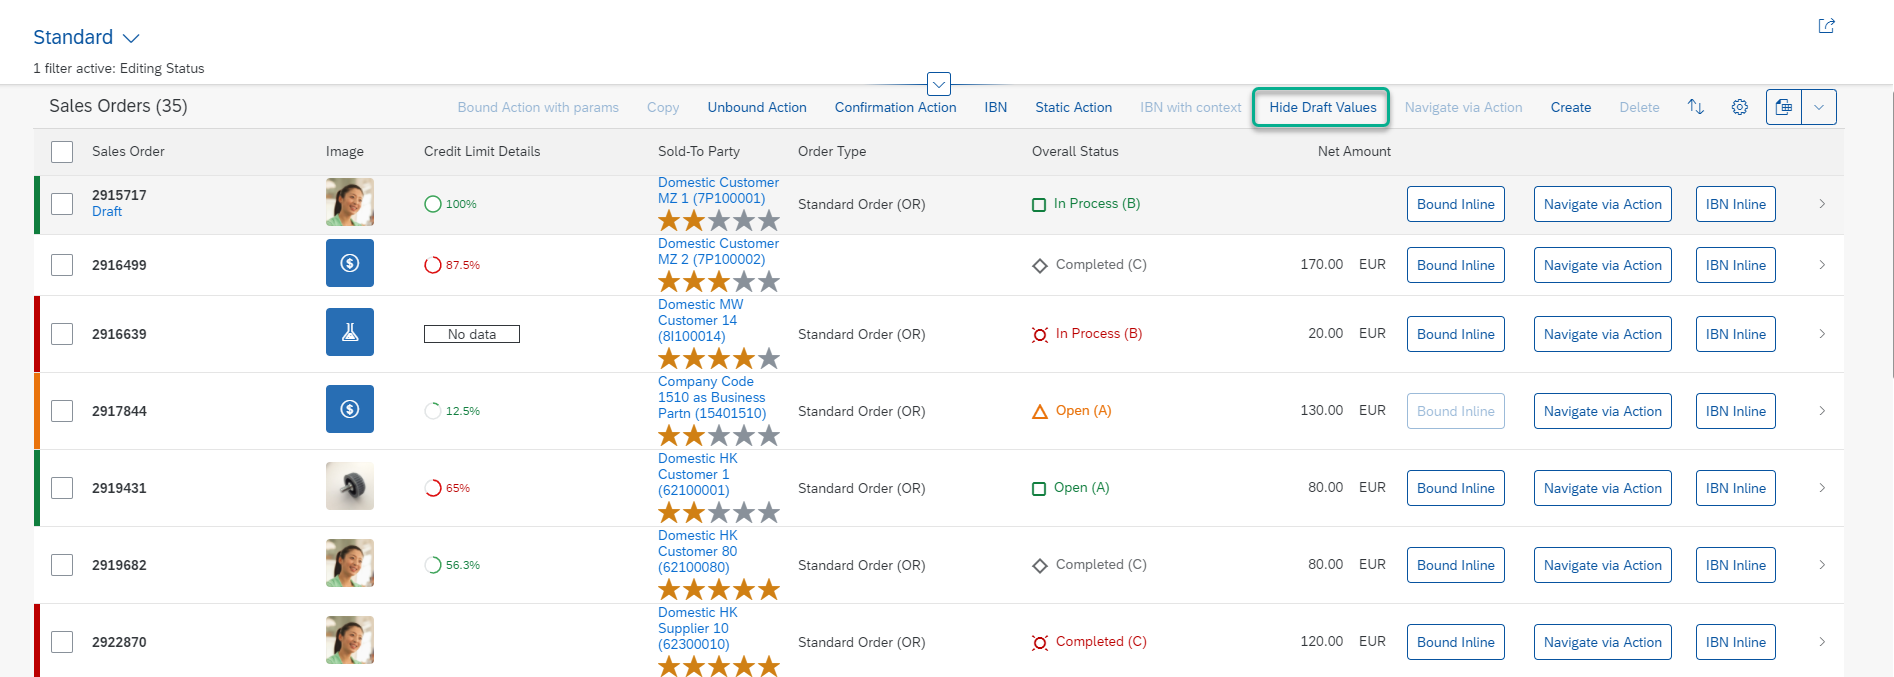 Standard
1 filter active: Editing Status
Sales Orders (35)
Bound Action with params Copy Unbound Action Confirmation Action IBN Static Action IBN with context Hide Draft Values Navigate via Action Create Delete
Sales Order Image Credit Limit Details Sold-To Party Order Type Overall Status Net Amount
2915717
Draft
100%
Domestic Customer
MZ 1 (7P100001)
Standard Order (OR)
In Process (B)
Bound Inline Navigate via Action IBN Inline
2916499
$
87.5%
Domestic Customer
MZ 2 (7P100002)
Completed (C)
170.00 EUR
Bound Inline Navigate via Action IBN Inline
2916639
No data
Domestic MW
Customer 14
(8I100014)
Standard Order (OR)
In Process (B)
20.00 EUR
Bound Inline Navigate via Action IBN Inline
2917844
$
12.5%
Company Code
1510 as Business
Partn (15401510)
Standard Order (OR)
Open (A)
130.00 EUR
Bound Inline Navigate via Action IBN Inline
2919431
65%
Domestic HK
Customer 1
(62100001)
Standard Order (OR)
Open (A)
80.00 EUR
Bound Inline Navigate via Action IBN Inline
2919682
56.3%
Domestic HK
Customer 80
(62100080)
Standard Order (OR)
Completed (C)
80.00 EUR
Bound Inline Navigate via Action IBN Inline
2922870
Domestic HK
Supplier 10
(62300010)
Standard Order (OR)
Completed (C)
120.00 EUR
Bound Inline Navigate via Action IBN Inline